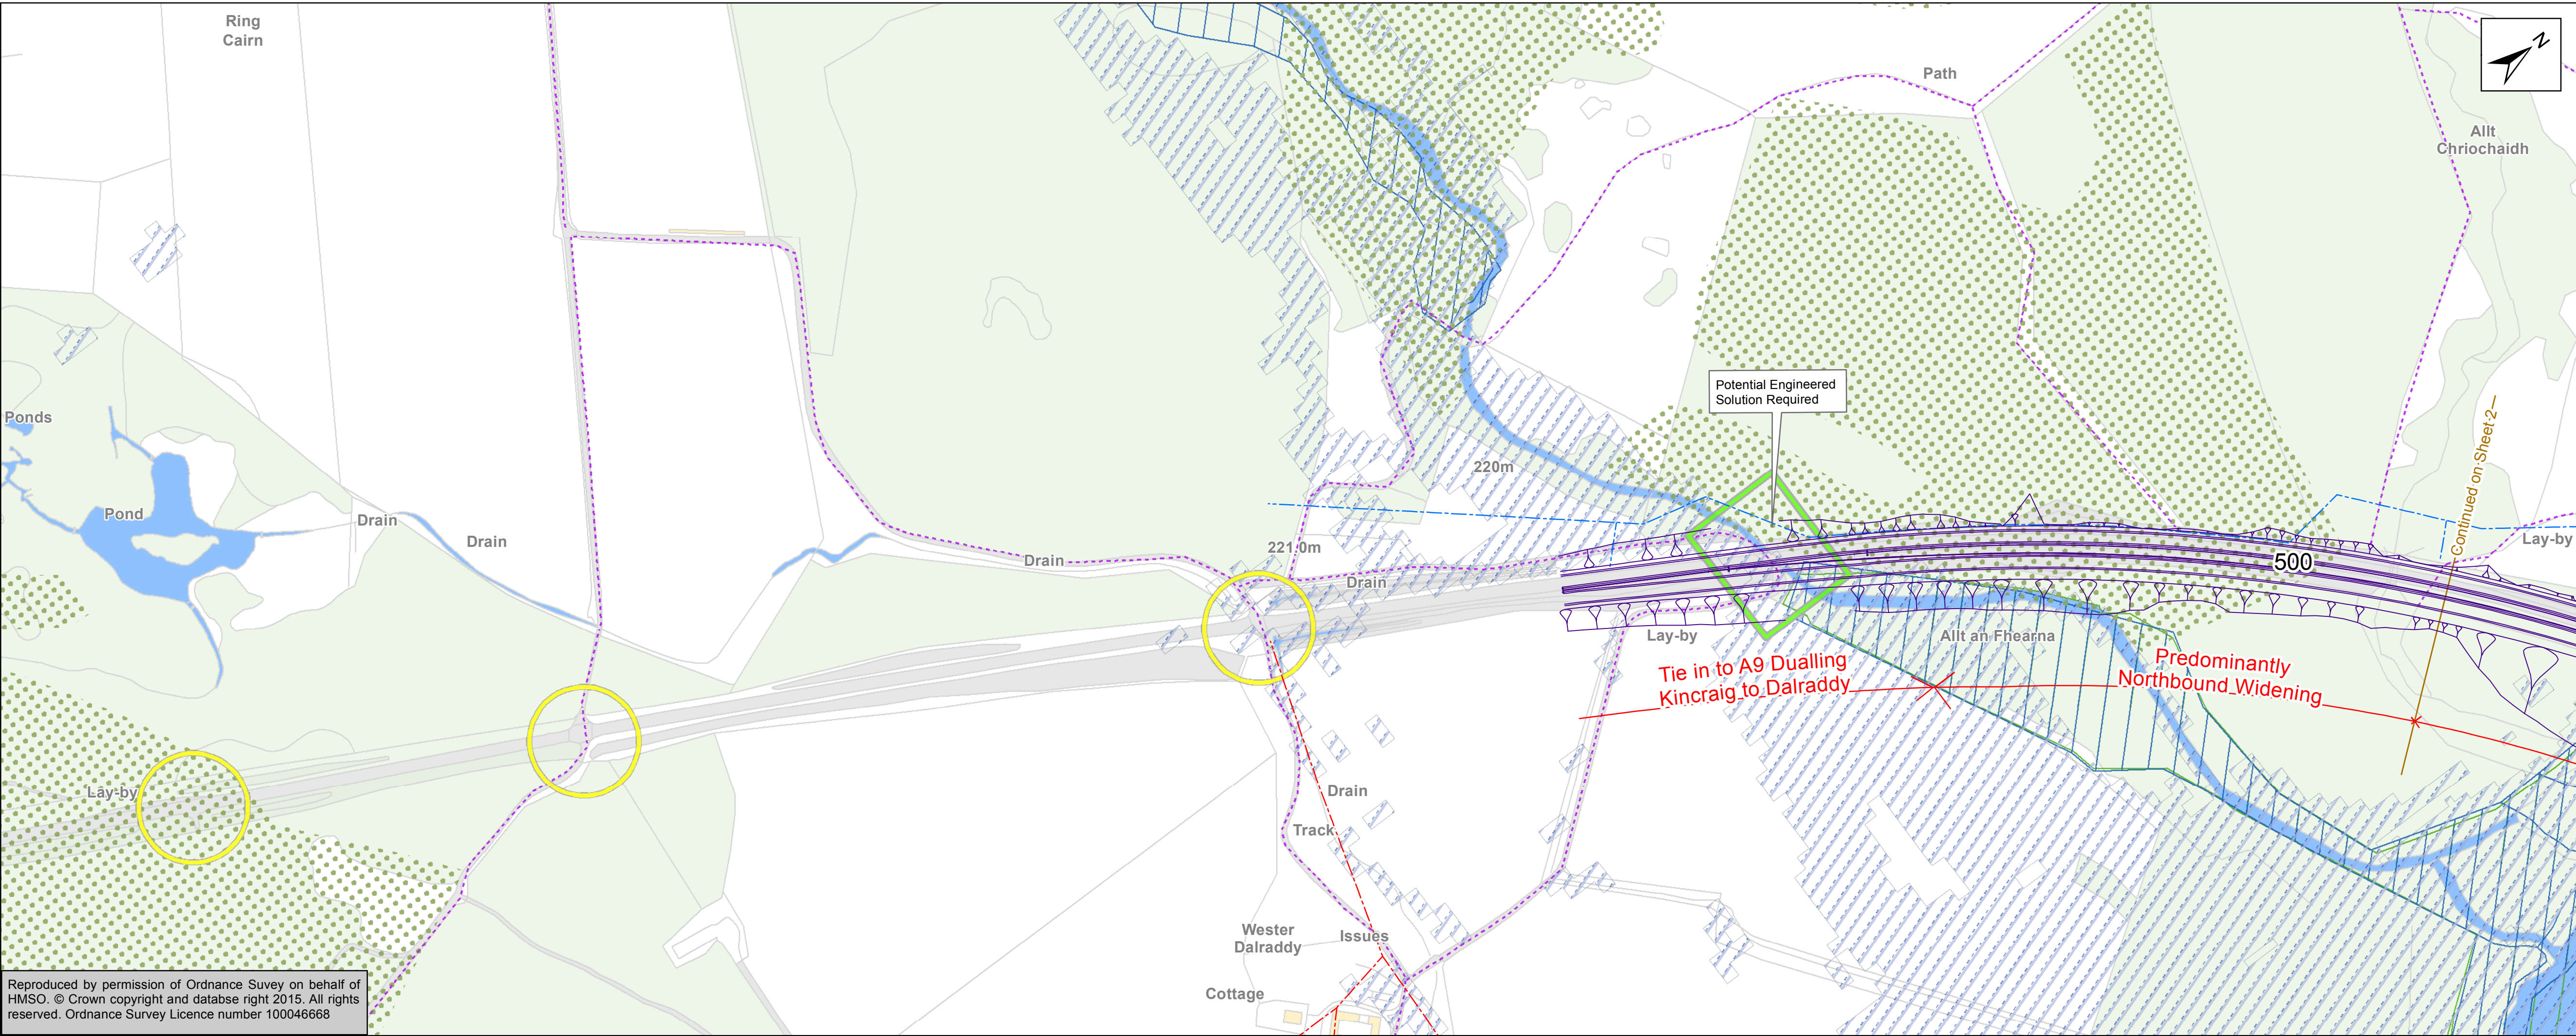 Ring
Cairn
N
Path
Allt
Chriochaidh
Potential Engineered
Solution Required
Ponds
220m
Continued on Sheet 2
Pond
Drain
Drain
221.0m
Drain
Drain
500
Lay-by
Lay-by
Allt an Fhearna
Tie in to A9 Dualling
Kincraig to Dalraddy
Predominantly
Northbound Widening
Lay-by
Drain
Track
Wester
Dalraddy
Issues
Cottage
Reproduced by permission of Ordnance Suvey on behalf of
HMSO. © Crown copyright and databse right 2015. All rights
reserved. Ordnance Survey Licence number 100046668